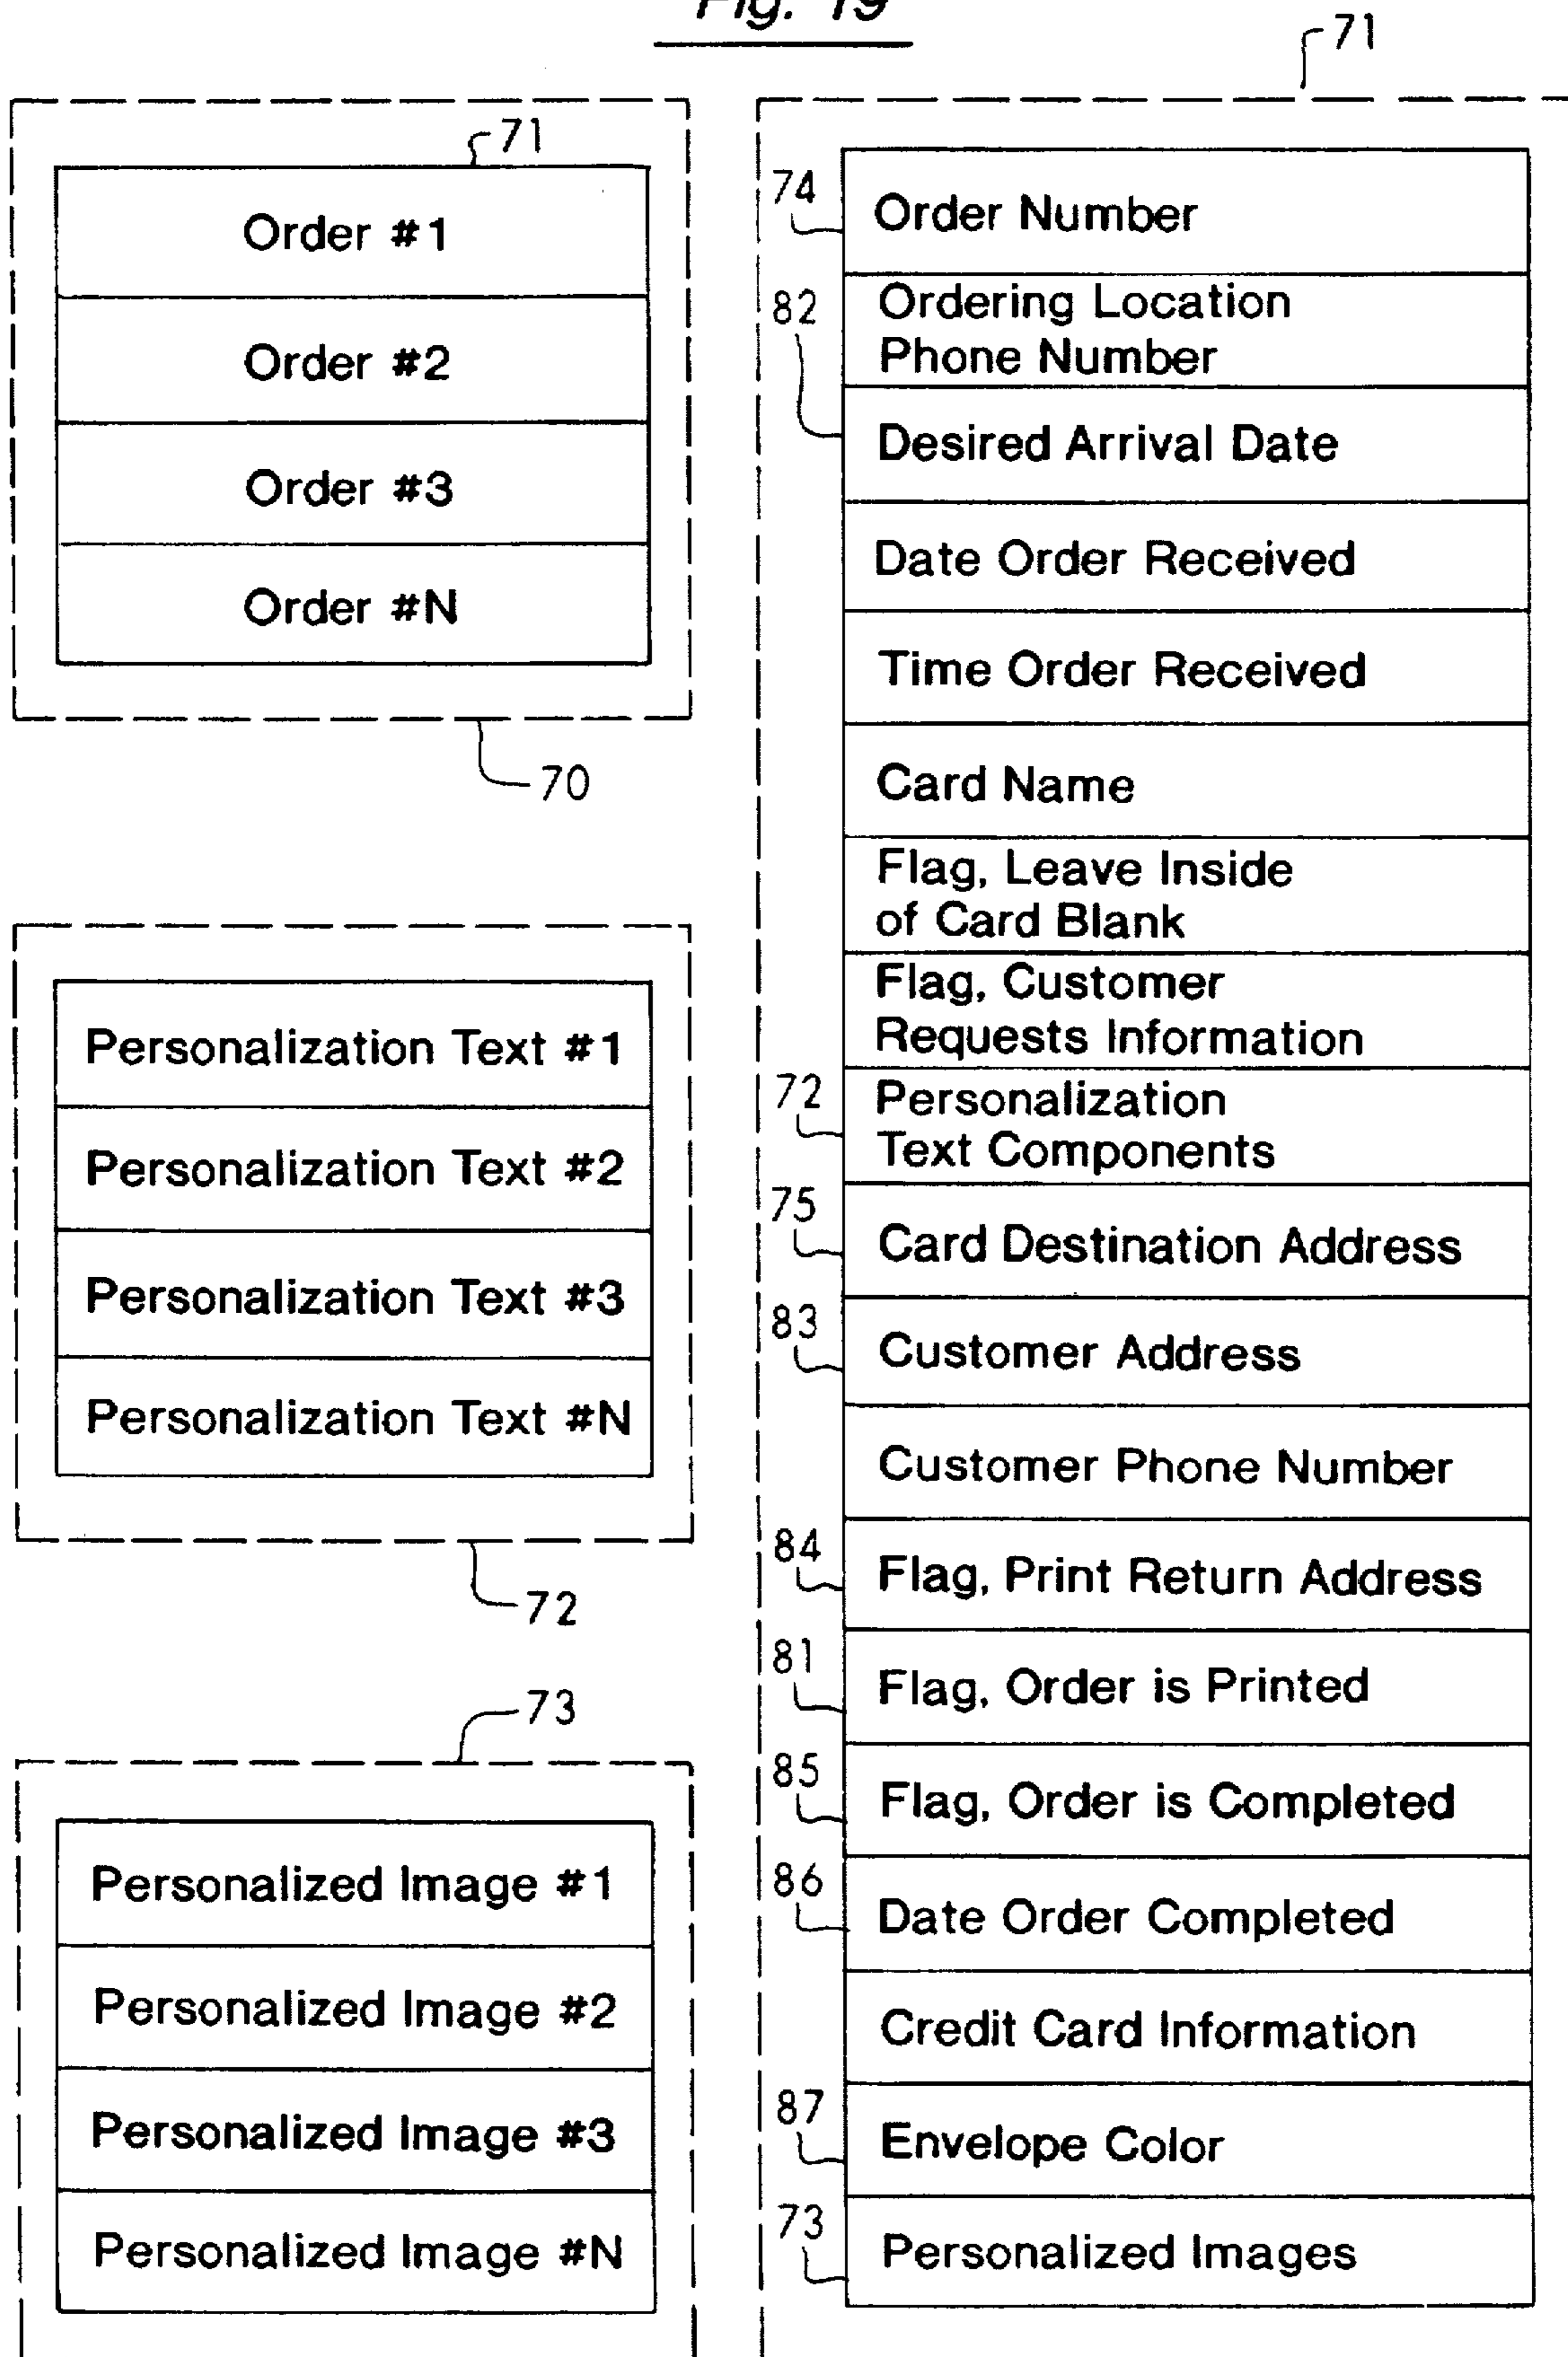 Fig. 19
71
Order #1
Order #2
Order #3
Order #N
70
Personalization Text #1
Personalization Text #2
Personalization Text #3
Personalization Text #N
72
73
Personalized Image #1
Personalized Image #2
Personalized Image #3
Personalized Image #N
71
74
Order Number
82
Ordering Location
Phone Number
Desired Arrival Date
Date Order Received
Time Order Received
Card Name
Flag, Leave Inside
of Card Blank
Flag, Customer
Requests Information
72
Personalization
Text Components
75
Card Destination Address
83
Customer Address
Customer Phone Number
84
Flag, Print Return Address
81
Flag, Order is Printed
85
Flag, Order is Completed
86
Date Order Completed
Credit Card Information
87
Envelope Color
73
Personalized Images